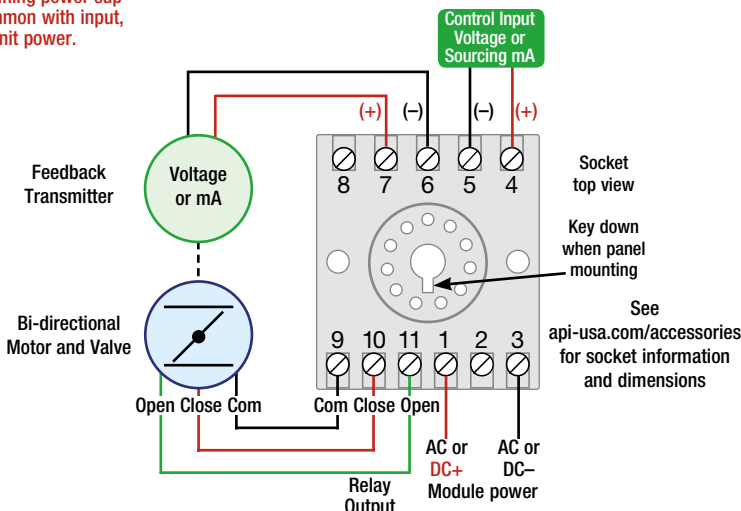 ning power sup
mon with input,
nit power.
Control Input
Voltage or
Sourcing mA
(+) (–) (–) (+)
Feedback
Transmitter
Voltage
or mA
8 7 6 5 4
Socket
top view
Key down
when panel
mounting
Bi-directional
Motor and Valve
See
api-usa.com/accessories
for socket information
and dimensions
9 10 11 1 2 3
Open Close Com
Com Close Open
AC or
DC+
AC or
DC–
Module power
Relay
Output